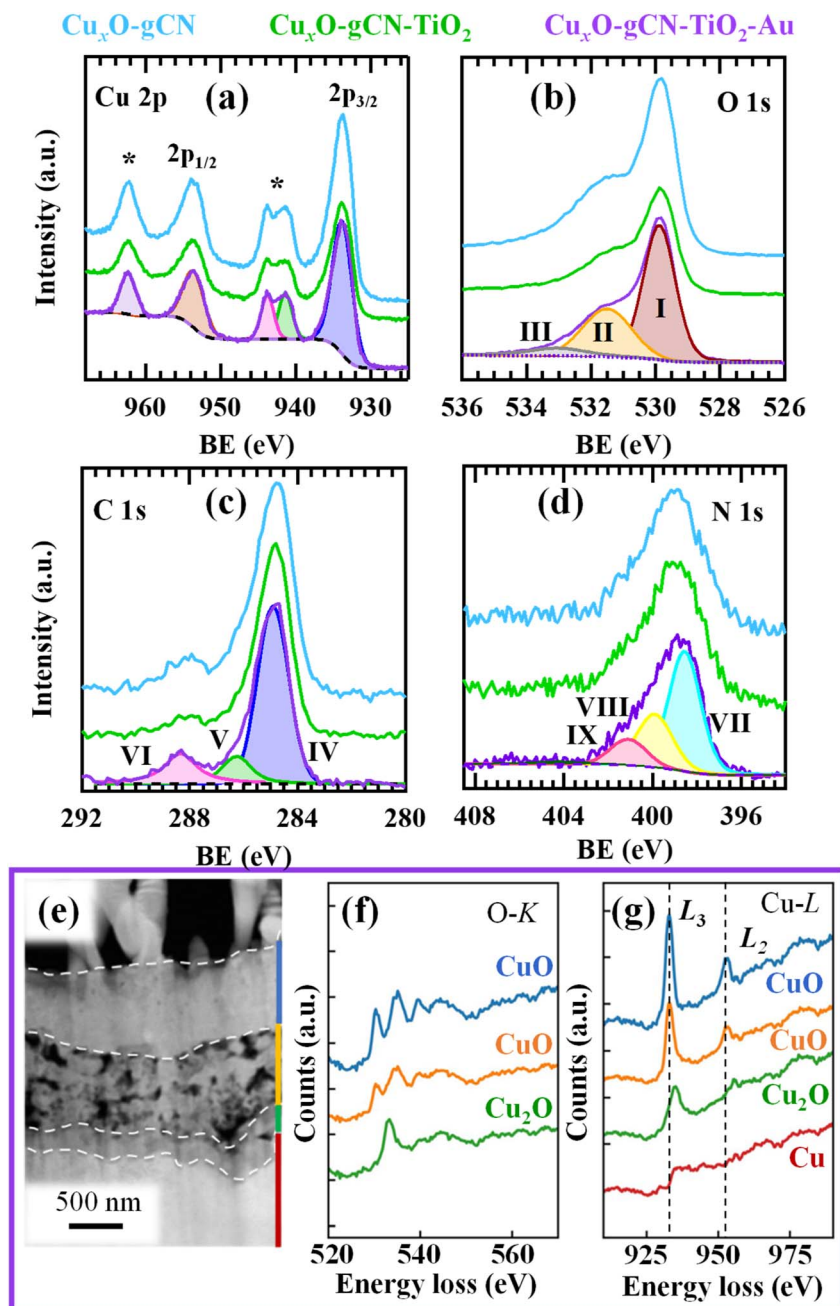 CuₓO-gCN CuₓO-gCN-TiO₂ CuₓO-gCN-TiO₂-Au
Cu 2p (a) 2p₃/₂
* 2p₁/₂ *
Intensity (a.u.)
960 950 940 930
BE (eV)
(b) O 1s
III II I
536 534 532 530 528 526
BE (eV)
C 1s (c)
Intensity (a.u.)
VI V IV
292 288 284 280
BE (eV)
(d) N 1s
IX VIII VII
408 404 400 396
BE (eV)
(e)
500 nm
(f) O-K
CuO
CuO
Cu₂O
Counts (a.u.)
520 540 560
Energy loss (eV)
(g) L₃ Cu-L
L₂
CuO
CuO
Cu₂O
Cu
Counts (a.u.)
925 950 975
Energy loss (eV)